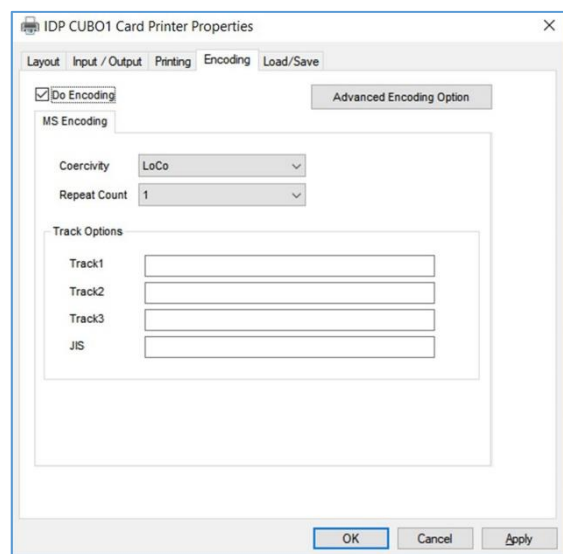 IDP CUBO1 Card Printer Properties
Layout Input / Output Printing Encoding Load/Save
Do Encoding Advanced Encoding Option
MS Encoding
Coercivity LoCo
Repeat Count 1
Track Options
Track1
Track2
Track3
JIS
OK Cancel Apply